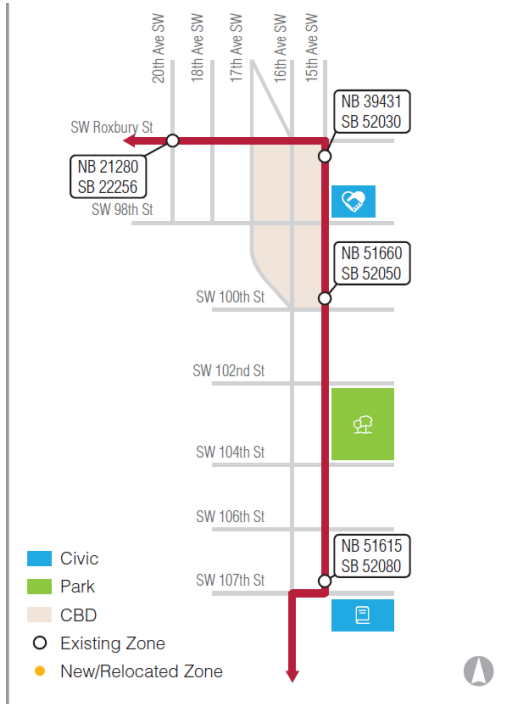 20th Ave SW
18th Ave SW
17th Ave SW
16th Ave SW
15th Ave SW
NB 39431
SB 52030
SW Roxbury St
NB 21280
SB 22256
SW 98th St
NB 51660
SB 52050
SW 100th St
SW 102nd St
SW 104th St
SW 106th St
NB 51615
SB 52080
SW 107th St
Civic
Park
CBD
Existing Zone
New/Relocated Zone